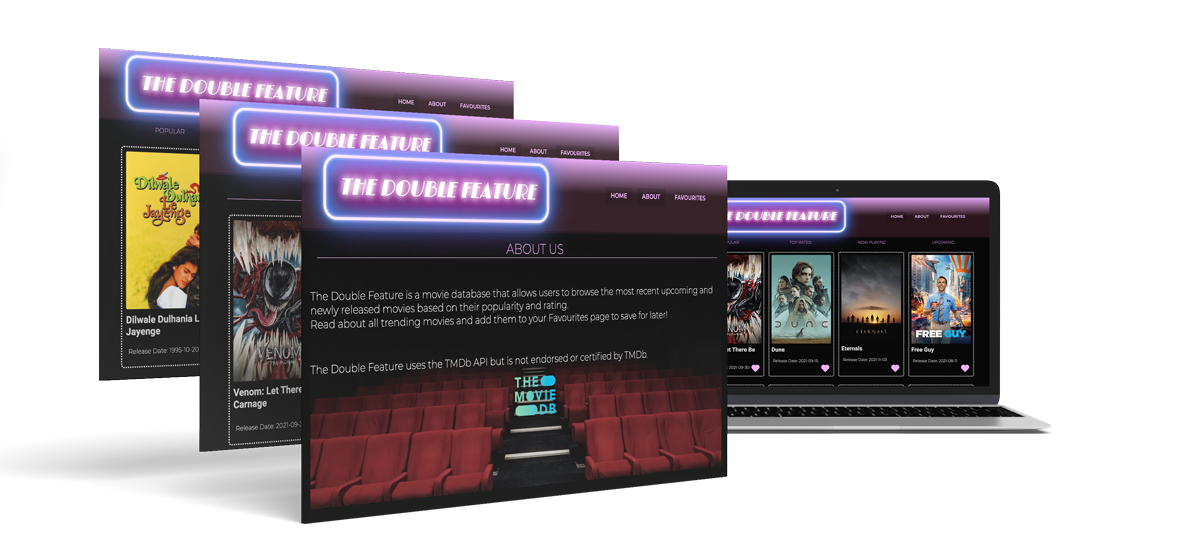 THE DOUBLE FEATURE
HOME ABOUT FAVOURITES
POPULAR
Dilwale
Dulhania
Le
Jayenge
Dilwale Dulhania L
Jayenge
Release Date: 1995-10-20
THE DOUBLE FEATURE
HOME ABOUT FAVOURITES
VENOM
Venom: Let There
Carnage
Release Date: 2021-09-3
THE DOUBLE FEATURE
HOME ABOUT FAVOURITES
ABOUT US
The Double Feature is a movie database that allows users to browse the most recent upcoming and
newly released movies based on their popularity and rating.
Read about all trending movies and add them to your Favourites page to save for later!
The Double Feature uses the TMDb API but is not endorsed or certified by TMDb.
THE
MOVIE
DB
E DOUBLE FEATURE
HOME ABOUT FAVOURITES
ULAR TOP RATED NOW PLAYING UPCOMING
DUNE
ETERNALS
FREE GUY
et There Be
2021-09-30
Dune
Release Date: 2021-09-15
Eternals
Release Date: 2021-11-03
Free Guy
Release Date: 2021-08-11